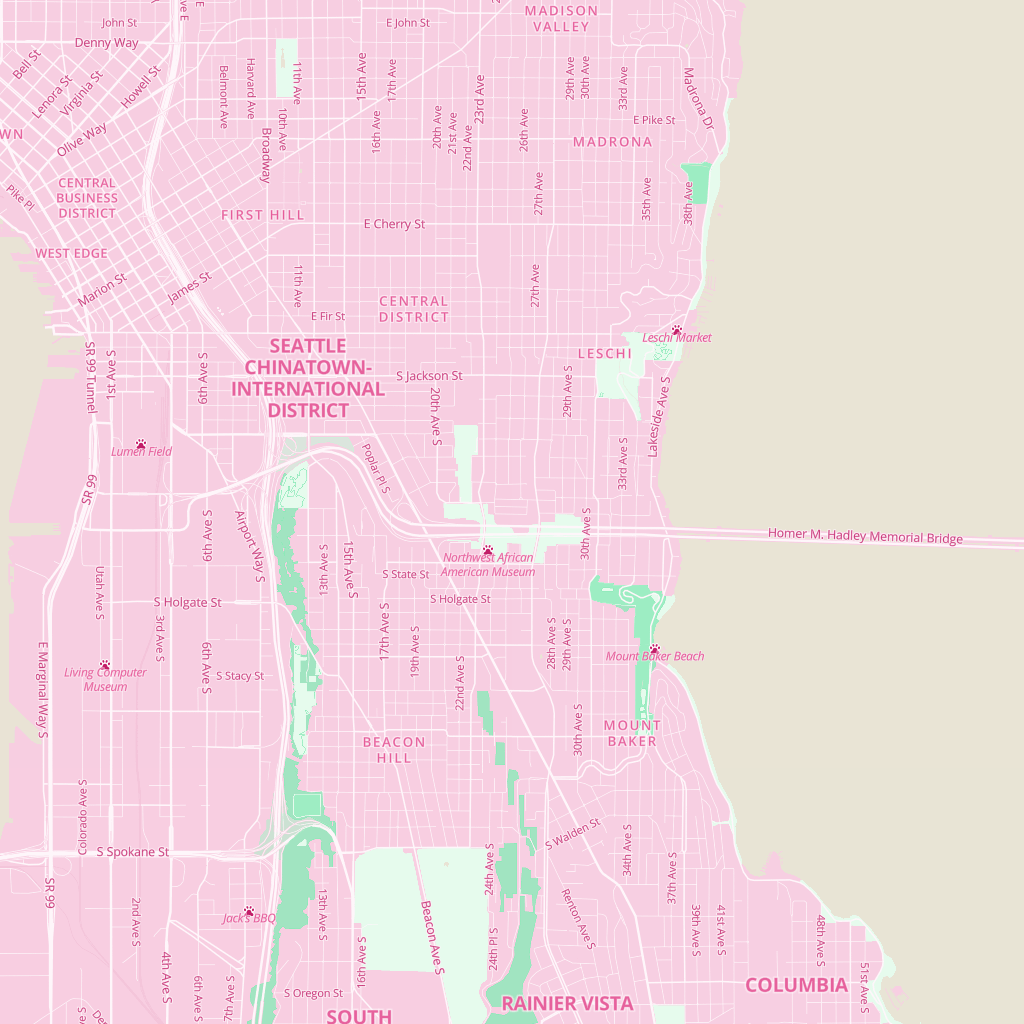 MADISON
VALLEY
E John St
John St
Denny Way
Bell St
Lenora St
Virginia St
Howell St
Olive Way
Belmont Ave
Harvard Ave
Broadway
10th Ave
11th Ave
15th Ave
16th Ave
17th Ave
20th Ave
21st Ave
22nd Ave
23rd Ave
26th Ave
27th Ave
29th Ave
30th Ave
33rd Ave
E Pike St
Madrona Dr
MADRONA
35th Ave
38th Ave
Pike Pl
CENTRAL
BUSINESS
DISTRICT
FIRST HILL
E Cherry St
WEST EDGE
Marion St
James St
11th Ave
27th Ave
CENTRAL
DISTRICT
E Fir St
SEATTLE
CHINATOWN-
INTERNATIONAL
DISTRICT
LESCHI
Leschi Market
SR 99 Tunnel
1st Ave S
6th Ave S
S Jackson St
20th Ave S
29th Ave S
Lakeside Ave S
33rd Ave S
Lumen Field
Poplar Pl S
SR 99
6th Ave S
Airport Way S
30th Ave S
Homer M. Hadley Memorial Bridge
Northwest African
American Museum
13th Ave S
15th Ave S
S State St
S Holgate St
S Holgate St
Utah Ave S
3rd Ave S
6th Ave S
17th Ave S
19th Ave S
28th Ave S
29th Ave S
Mount Baker Beach
Living Computer
Museum
S Stacy St
22nd Ave S
E Marginal Way S
30th Ave S
MOUNT
BAKER
BEACON
HILL
Colorado Ave S
S Walden St
S Spokane St
24th Ave S
34th Ave S
37th Ave S
SR 99
Jack's BBQ
13th Ave S
2nd Ave S
Beacon Ave S
Renton Ave S
39th Ave S
41st Ave S
48th Ave S
51st Ave S
4th Ave S
6th Ave S
7th Ave S
16th Ave S
24th Pl S
S Oregon St
COLUMBIA
RAINIER VISTA
SOUTH